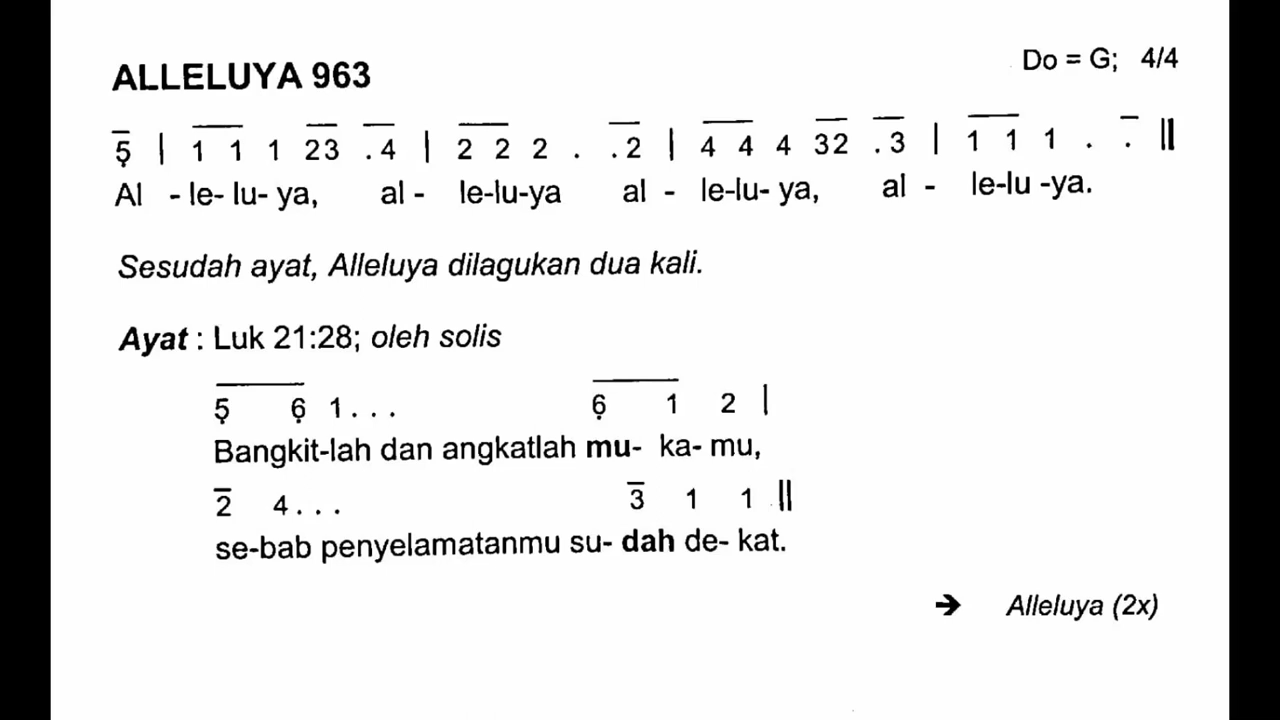 Do = G; 4/4
ALLELUYA 963
5̣ | 1 1 1 23 .4 | 2 2 2 . .2 | 4 4 4 32 .3 | 1 1 1 . . ||
Al - le- lu- ya, al - le-lu-ya al - le-lu- ya, al - le-lu -ya.
Sesudah ayat, Alleluya dilagukan dua kali.
Ayat : Luk 21:28; oleh solis
5̣ 6̣ 1... 6̣ 1 2 |
Bangkit-lah dan angkatlah mu- ka- mu,
2 4... 3 1 1 ||
se-bab penyelamatanmu su- dah de- kat.
→ Alleluya (2x)